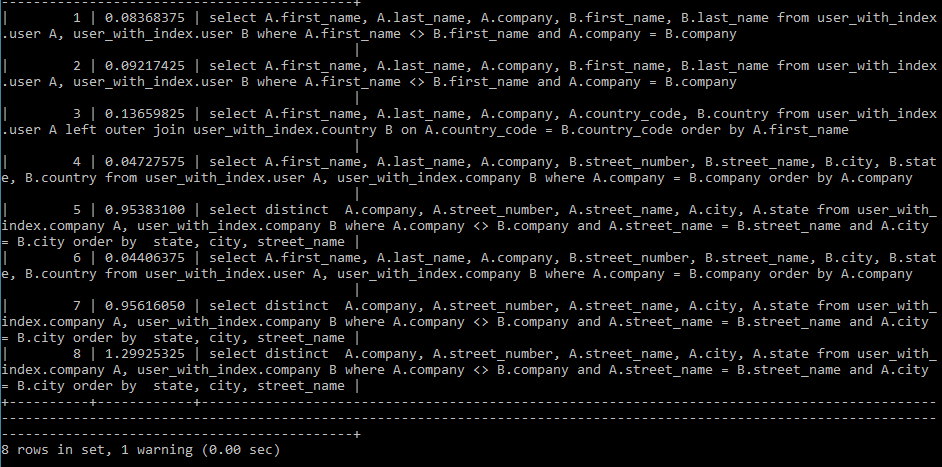 --------------------------------------------+
|        1 | 0.08368375 | select A.first_name, A.last_name, A.company, B.first_name, B.last_name from user_with_index
.user A, user_with_index.user B where A.first_name <> B.first_name and A.company = B.company
                                            |
|        2 | 0.09217425 | select A.first_name, A.last_name, A.company, B.first_name, B.last_name from user_with_index
.user A, user_with_index.user B where A.first_name <> B.first_name and A.company = B.company
                                            |
|        3 | 0.13659825 | select A.first_name, A.last_name, A.company, A.country_code, B.country from user_with_index
.user A left outer join user_with_index.country B on A.country_code = B.country_code order by A.first_name
                                            |
|        4 | 0.04727575 | select A.first_name, A.last_name, A.company, B.street_number, B.street_name, B.city, B.stat
e, B.country from user_with_index.user A, user_with_index.company B where A.company = B.company order by A.company
                                            |
|        5 | 0.95383100 | select distinct  A.company, A.street_number, A.street_name, A.city, A.state from user_with_
index.company A, user_with_index.company B where A.company <> B.company and A.street_name = B.street_name and A.city
= B.city order by  state, city, street_name |
|        6 | 0.04406375 | select A.first_name, A.last_name, A.company, B.street_number, B.street_name, B.city, B.stat
e, B.country from user_with_index.user A, user_with_index.company B where A.company = B.company order by A.company
                                            |
|        7 | 0.95616050 | select distinct  A.company, A.street_number, A.street_name, A.city, A.state from user_with_
index.company A, user_with_index.company B where A.company <> B.company and A.street_name = B.street_name and A.city
= B.city order by  state, city, street_name |
|        8 | 1.29925325 | select distinct  A.company, A.street_number, A.street_name, A.city, A.state from user_with_
index.company A, user_with_index.company B where A.company <> B.company and A.street_name = B.street_name and A.city
= B.city order by  state, city, street_name |
+----------+------------+--------------------------------------------------------------------------------------------
---------------------------------------------------------------------------------------------------------------------
--------------------------------------------+
8 rows in set, 1 warning (0.00 sec)